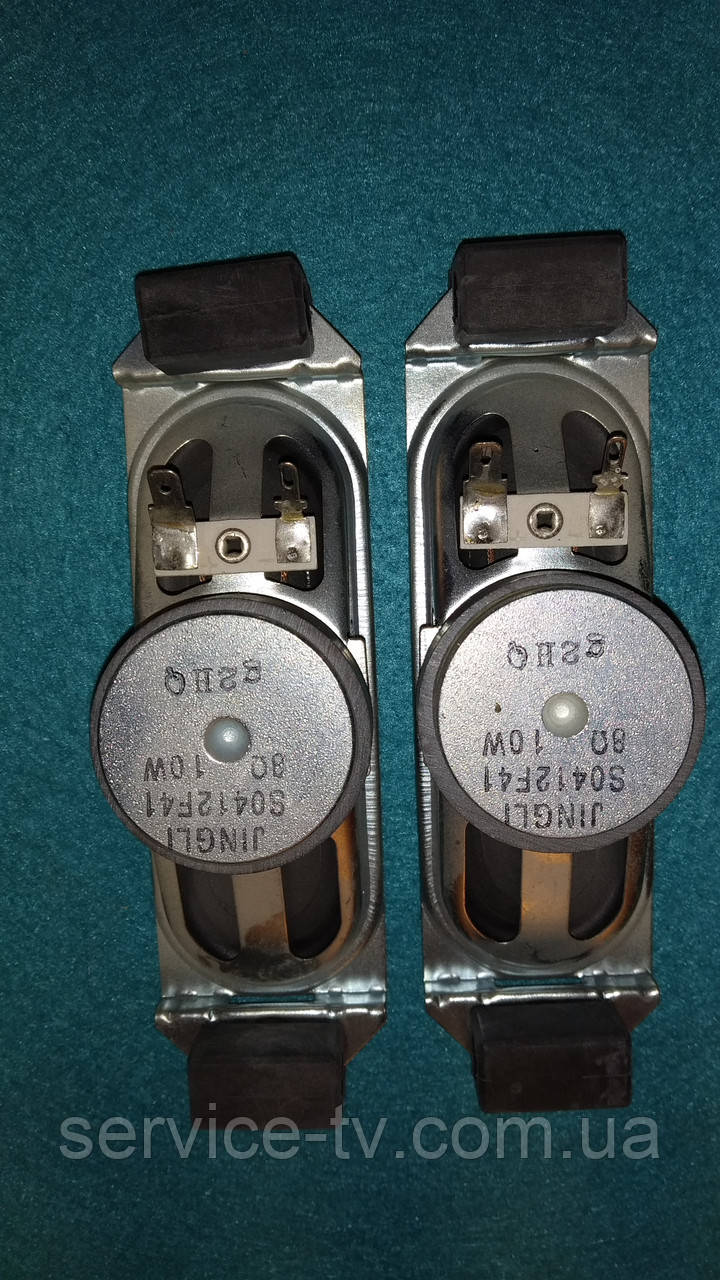 JINGLI
S0412F41
8Ω 10W
JINGLI
S0412F41
8Ω 10W
service-tv.com.ua